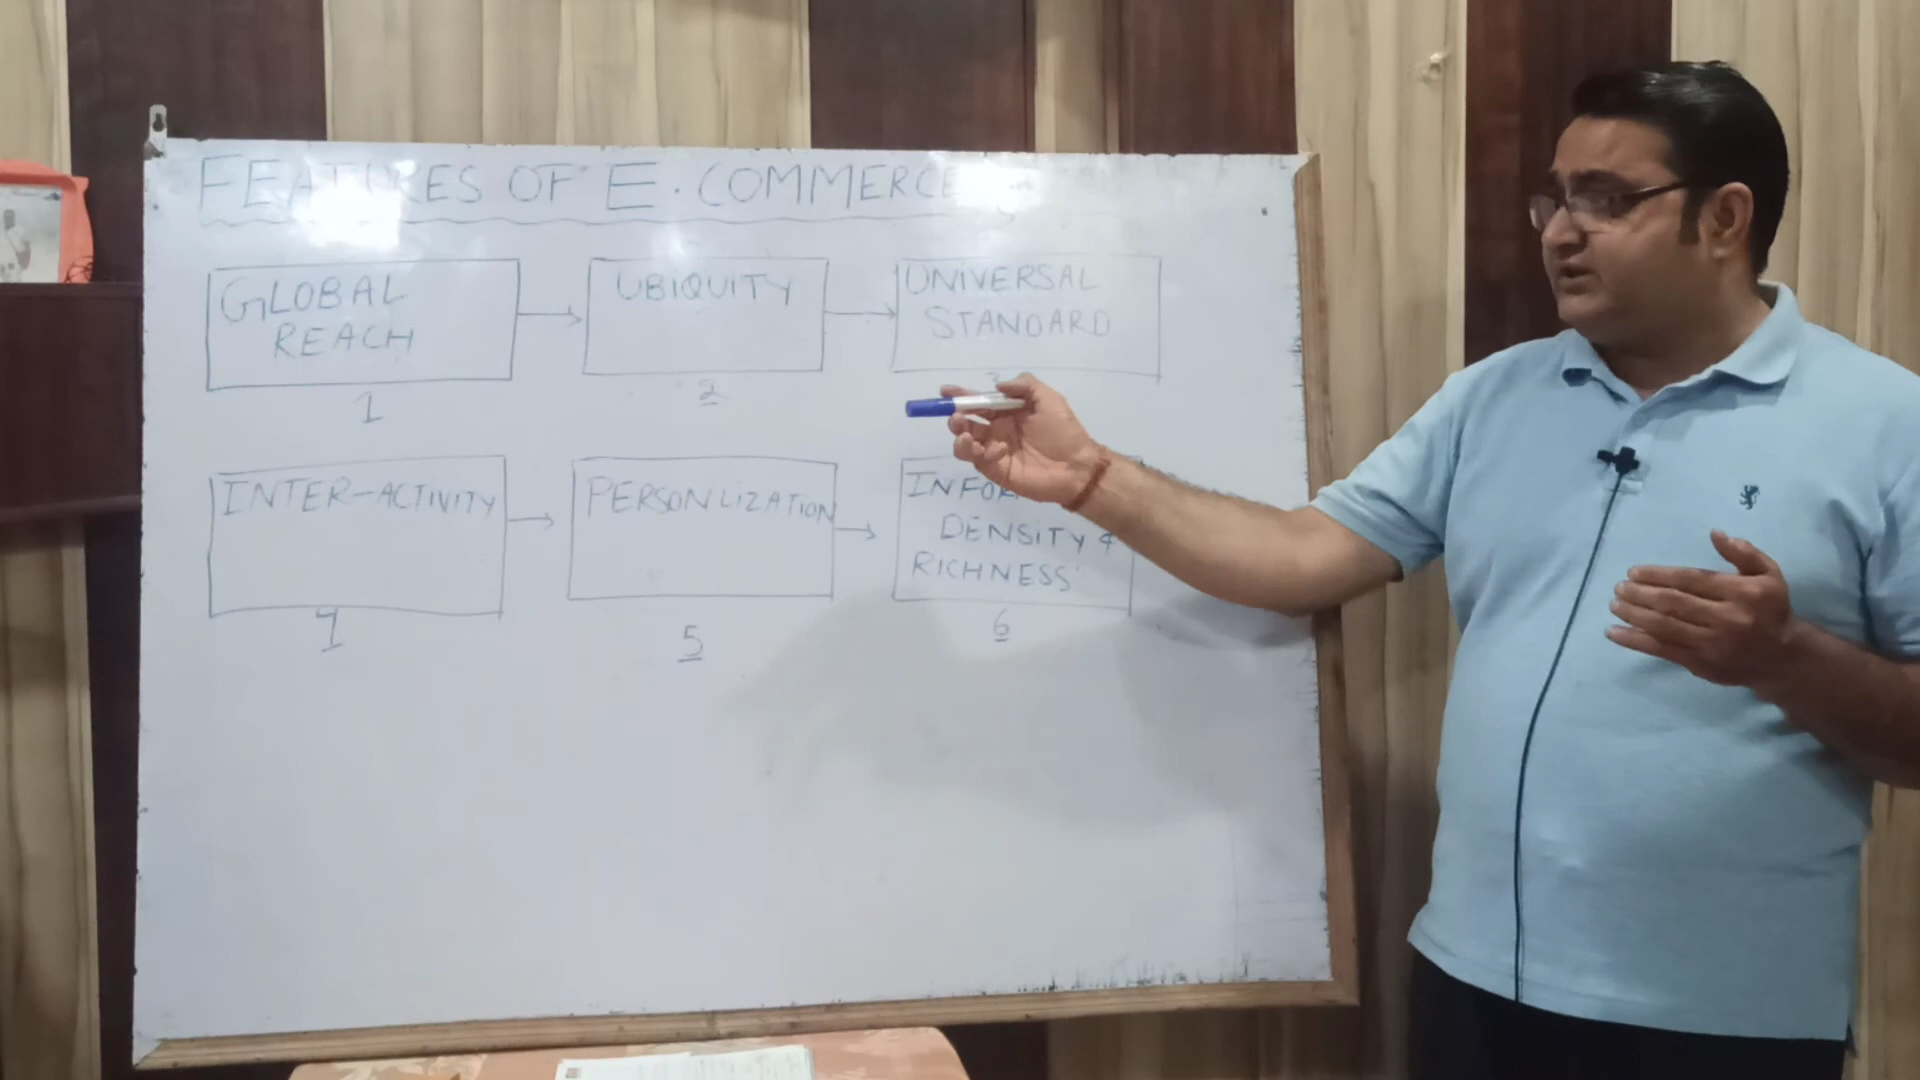 FEATURES OF E. COMMERCE
GLOBAL
REACH
1
UBIQUITY
2
UNIVERSAL
STANDARD
INTER-ACTIVITY
4
PERSONLIZATION
5
DENSITY &
RICHNESS
6